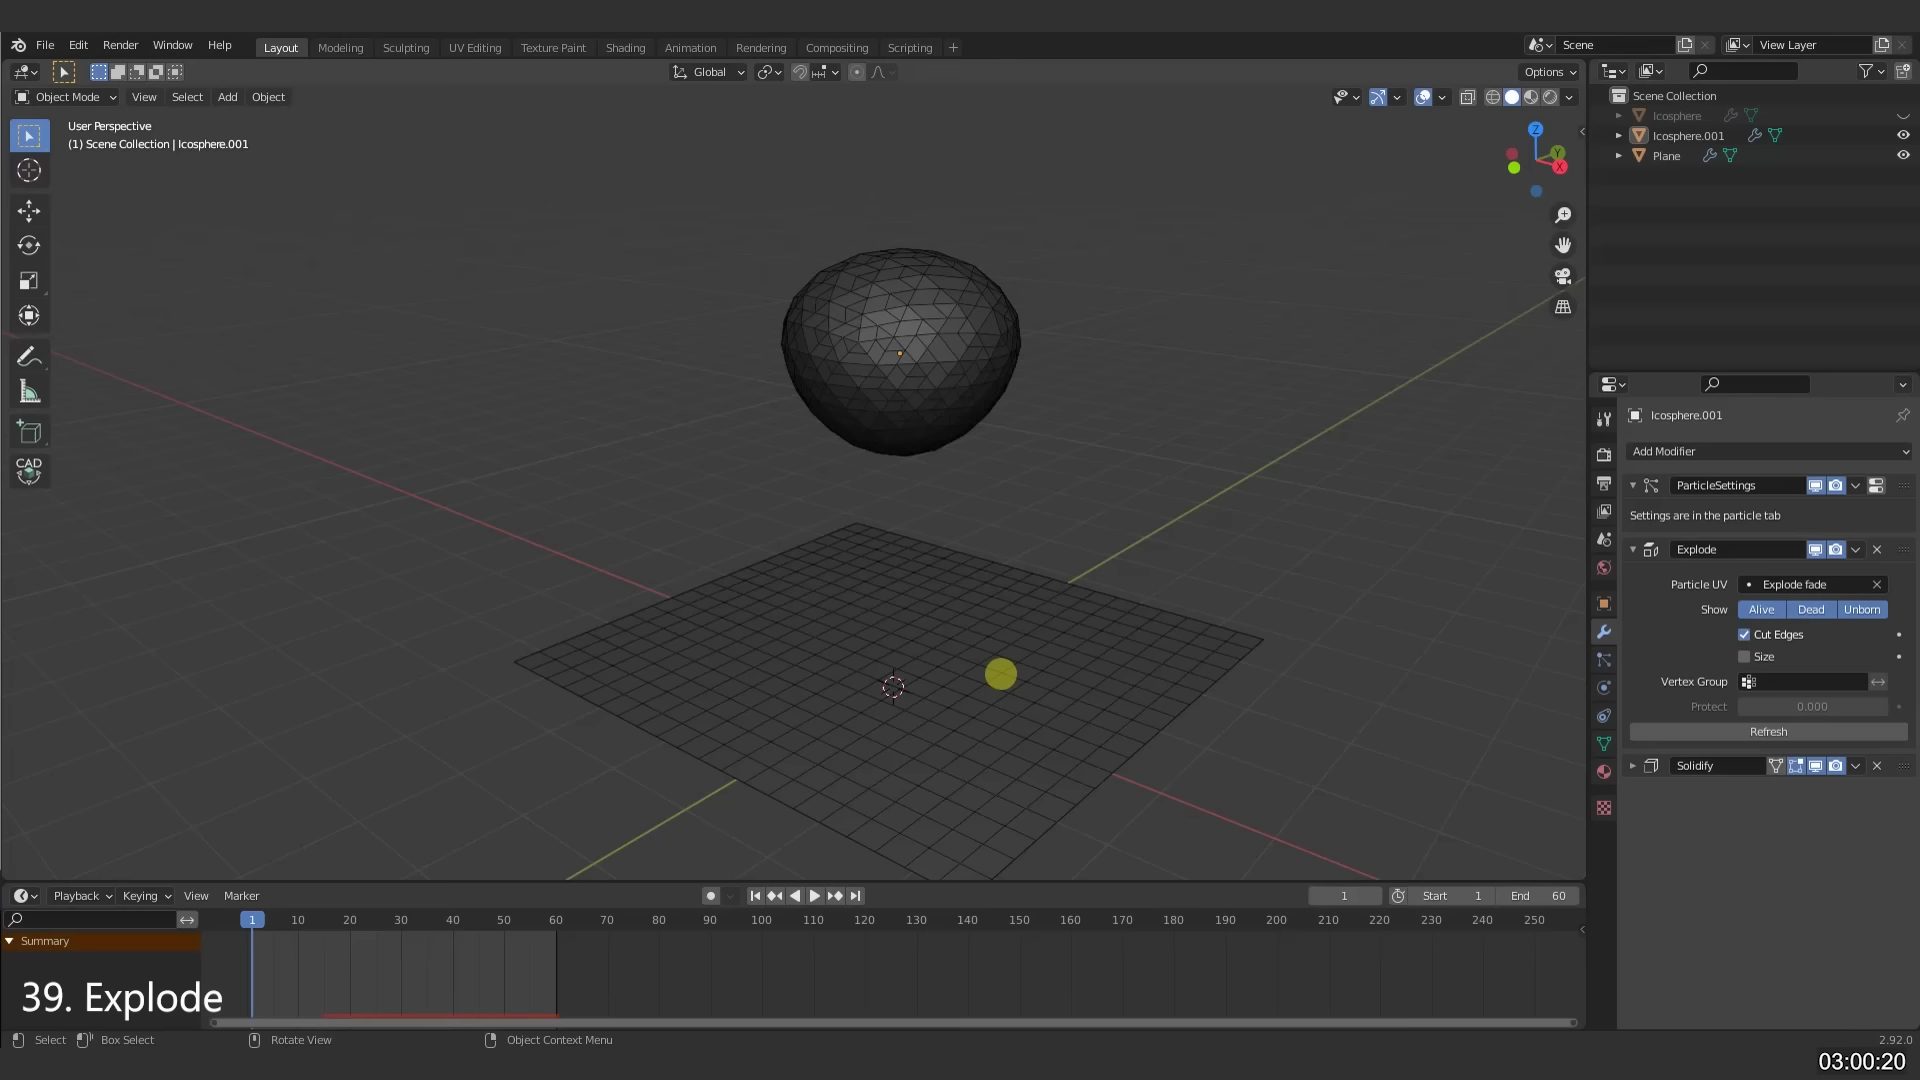 File Edit Render Window Help Layout Modeling Sculpting UV Editing Texture Paint Shading Animation Rendering Compositing Scripting + Scene View Layer
Global Options
Object Mode View Select Add Object
User Perspective
(1) Scene Collection | Icosphere.001
CAD
Z
Y
X
Scene Collection
Icosphere
Icosphere.001
Plane
Icosphere.001
Add Modifier
ParticleSettings
Settings are in the particle tab
Explode
Particle UV Explode fade
Show Alive Dead Unborn
Cut Edges
Size
Vertex Group
Protect 0.000
Refresh
Solidify
Playback Keying View Marker 1 Start 1 End 60
1 10 20 30 40 50 60 70 80 90 100 110 120 130 140 150 160 170 180 190 200 210 220 230 240 250
Summary
39. Explode
Select Box Select Rotate View Object Context Menu 2.92.0
03:00:20